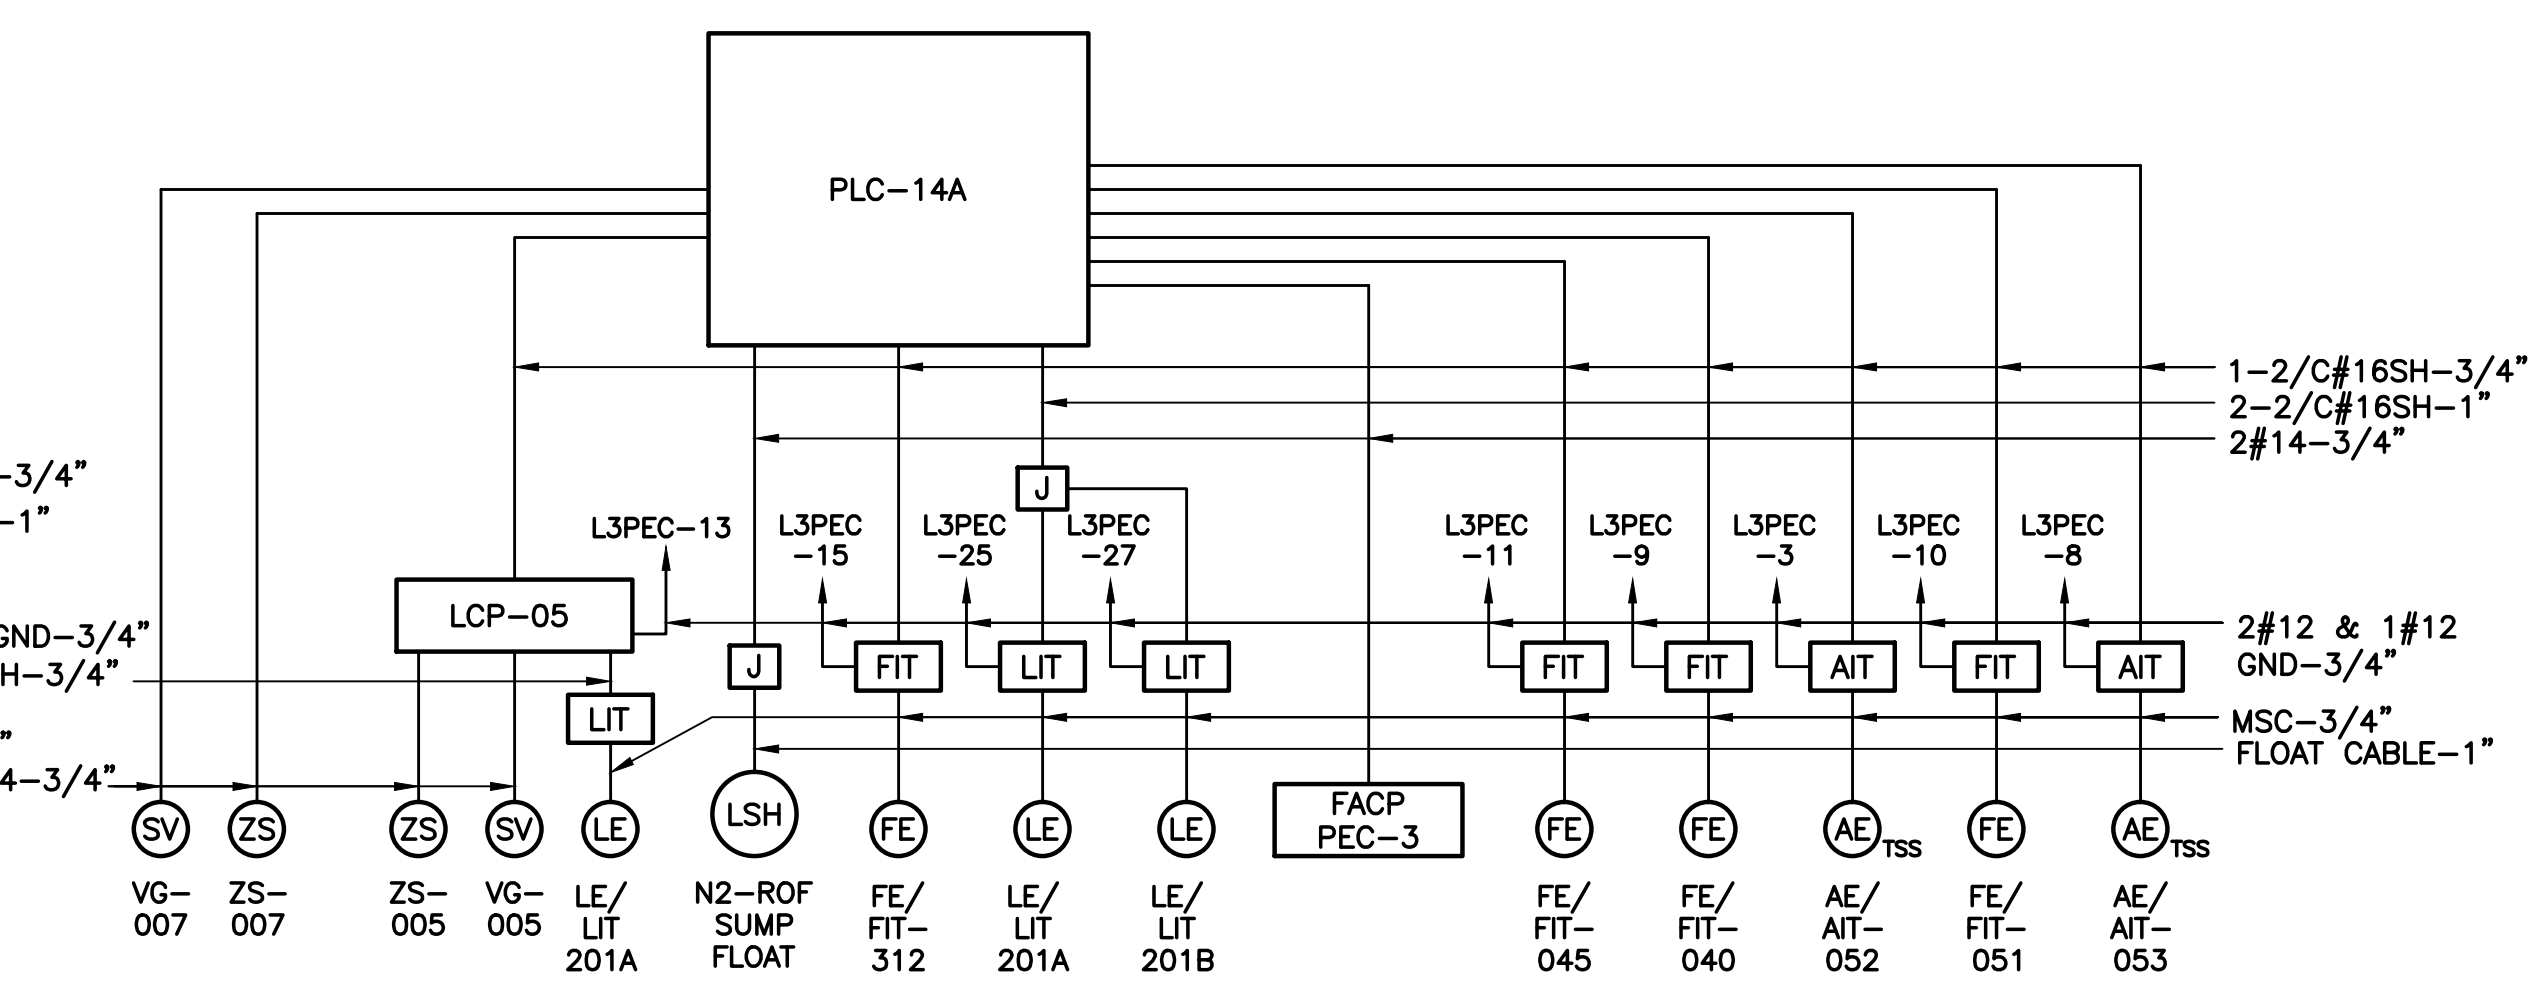 PLC-14A
1-2/C#16SH-3/4"
2-2/C#16SH-1"
2#14-3/4"
-3/4"
-1"
J
L3PEC-13
L3PEC
-15
L3PEC
-25
L3PEC
-27
L3PEC
-11
L3PEC
-9
L3PEC
-3
L3PEC
-10
L3PEC
-8
LCP-05
GND-3/4"
H-3/4"
2#12 & 1#12
GND-3/4"
J
FIT
LIT
LIT
FIT
FIT
AIT
FIT
AIT
LIT
MSC-3/4"
FLOAT CABLE-1"
"
4-3/4"
SV
ZS
ZS
SV
LE
LSH
FE
LE
LE
FACP
PEC-3
FE
FE
AE
TSS
FE
AE
TSS
VG-
007
ZS-
007
ZS-
005
VG-
005
LE/
LIT
201A
N2-ROF
SUMP
FLOAT
FE/
FIT-
312
LE/
LIT
201A
LE/
LIT
201B
FE/
FIT-
045
FE/
FIT-
040
AE/
AIT-
052
FE/
FIT-
051
AE/
AIT-
053